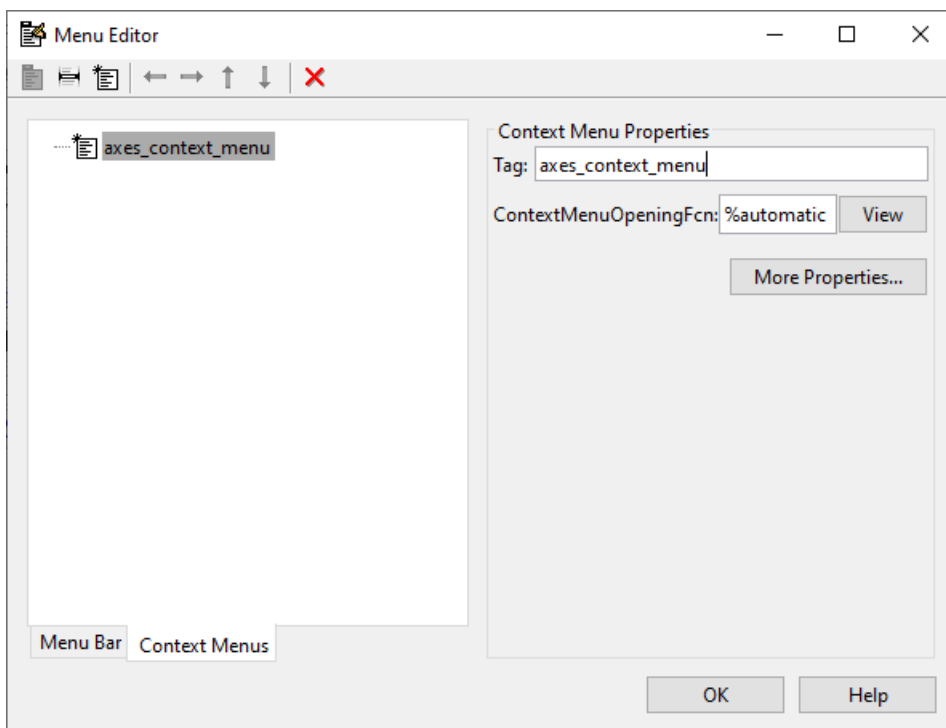 Menu Editor
axes_context_menu
Context Menu Properties
Tag: axes_context_menu
ContextMenuOpeningFcn: %automatic View
More Properties...
Menu Bar Context Menus
OK Help